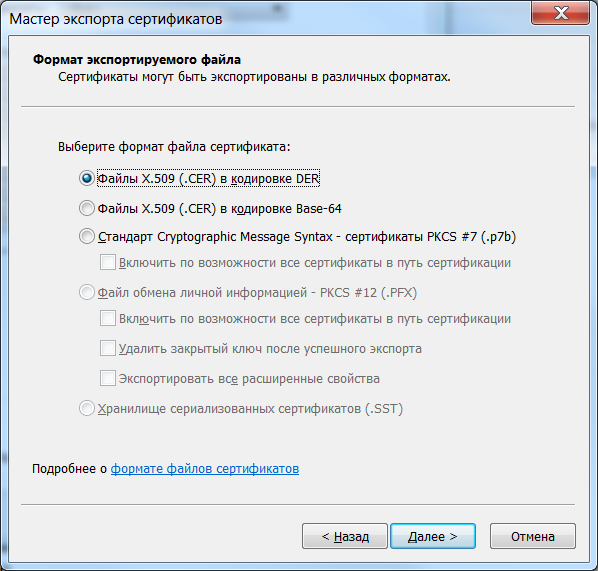 Мастер экспорта сертификатов
Формат экспортируемого файла
Сертификаты могут быть экспортированы в различных форматах.
Выберите формат файла сертификата:
Файлы X.509 (.CER) в кодировке DER
Файлы X.509 (.CER) в кодировке Base-64
Стандарт Cryptographic Message Syntax - сертификаты PKCS #7 (.p7b)
Включить по возможности все сертификаты в путь сертификации
Файл обмена личной информацией - PKCS #12 (.PFX)
Включить по возможности все сертификаты в путь сертификации
Удалить закрытый ключ после успешного экспорта
Экспортировать все расширенные свойства
Хранилище сериализованных сертификатов (.SST)
Подробнее о формате файлов сертификатов
< Назад Далее > Отмена